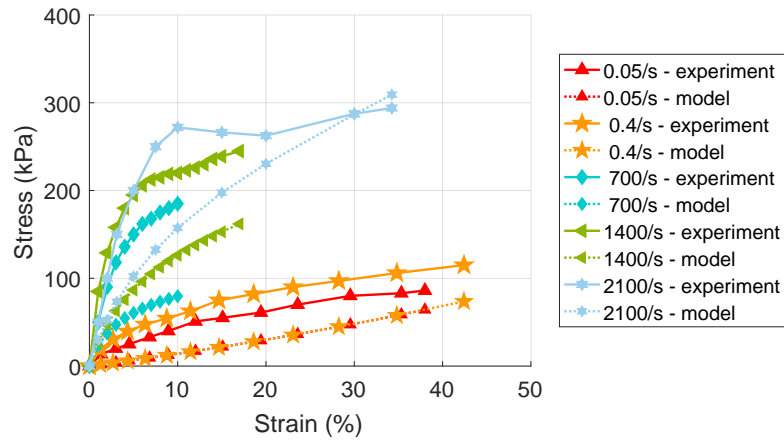 400
300
200
100
0
0
10
20
30
40
50
Stress (kPa)
Strain (%)
0.05/s - experiment
0.05/s - model
0.4/s - experiment
0.4/s - model
700/s - experiment
700/s - model
1400/s - experiment
1400/s - model
2100/s - experiment
2100/s - model